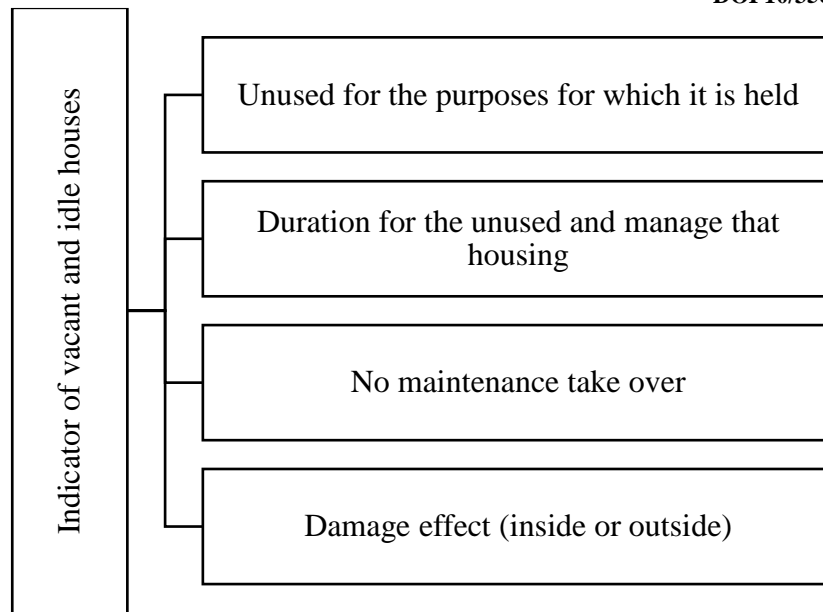 Indicator of vacant and idle houses
Unused for the purposes for which it is held
Duration for the unused and manage that
housing
No maintenance take over
Damage effect (inside or outside)